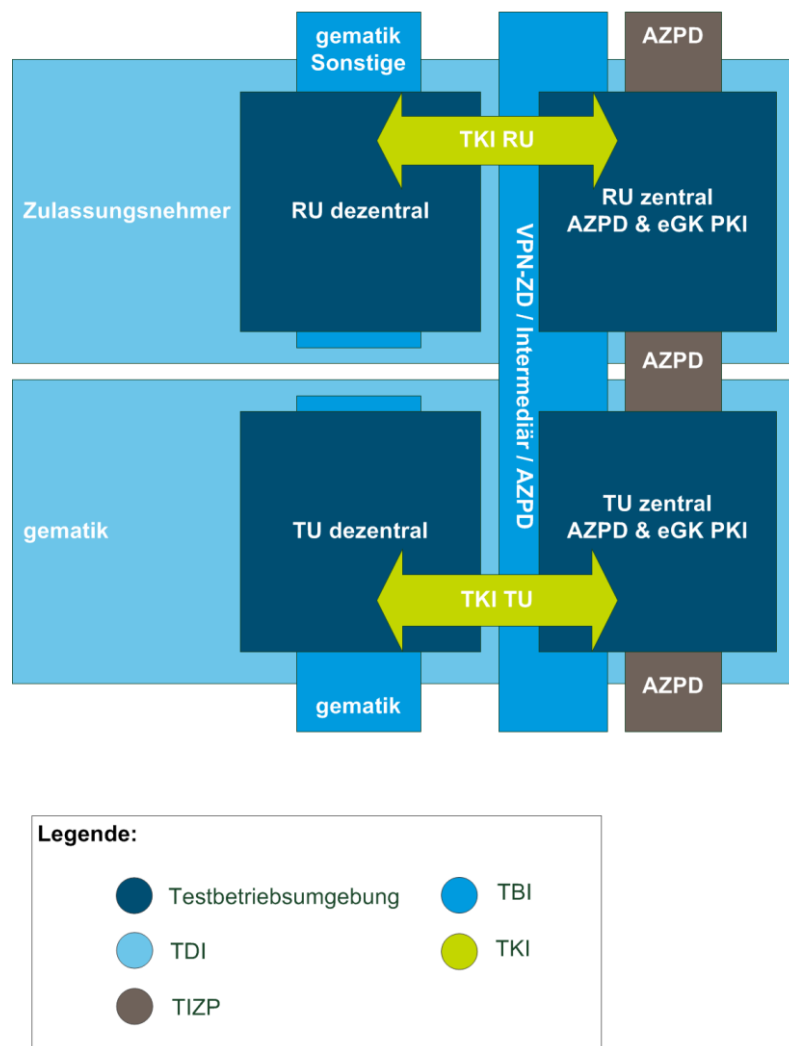 gematik
Sonstige
AZPD
TKI RU
Zulassungsnehmer
RU dezentral
RU zentral
AZPD & eGK PKI
VPN-ZD / Intermediär / AZPD
AZPD
gematik
TU dezentral
TU zentral
AZPD & eGK PKI
TKI TU
gematik
AZPD
Legende:
Testbetriebsumgebung
TBI
TDI
TKI
TIZP